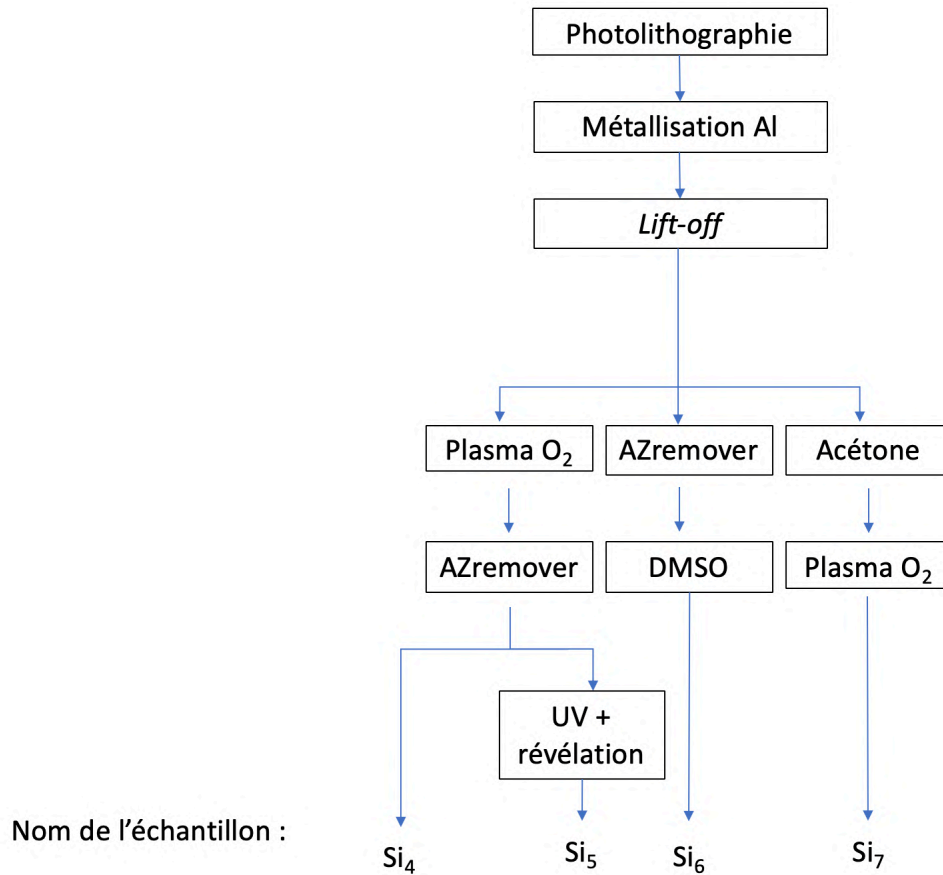 Photolithographie
Métallisation Al
Lift-off
Plasma O₂
AZremover
Acétone
AZremover
DMSO
Plasma O₂
UV +
révélation
Nom de l’échantillon :
Si₄
Si₅
Si₆
Si₇